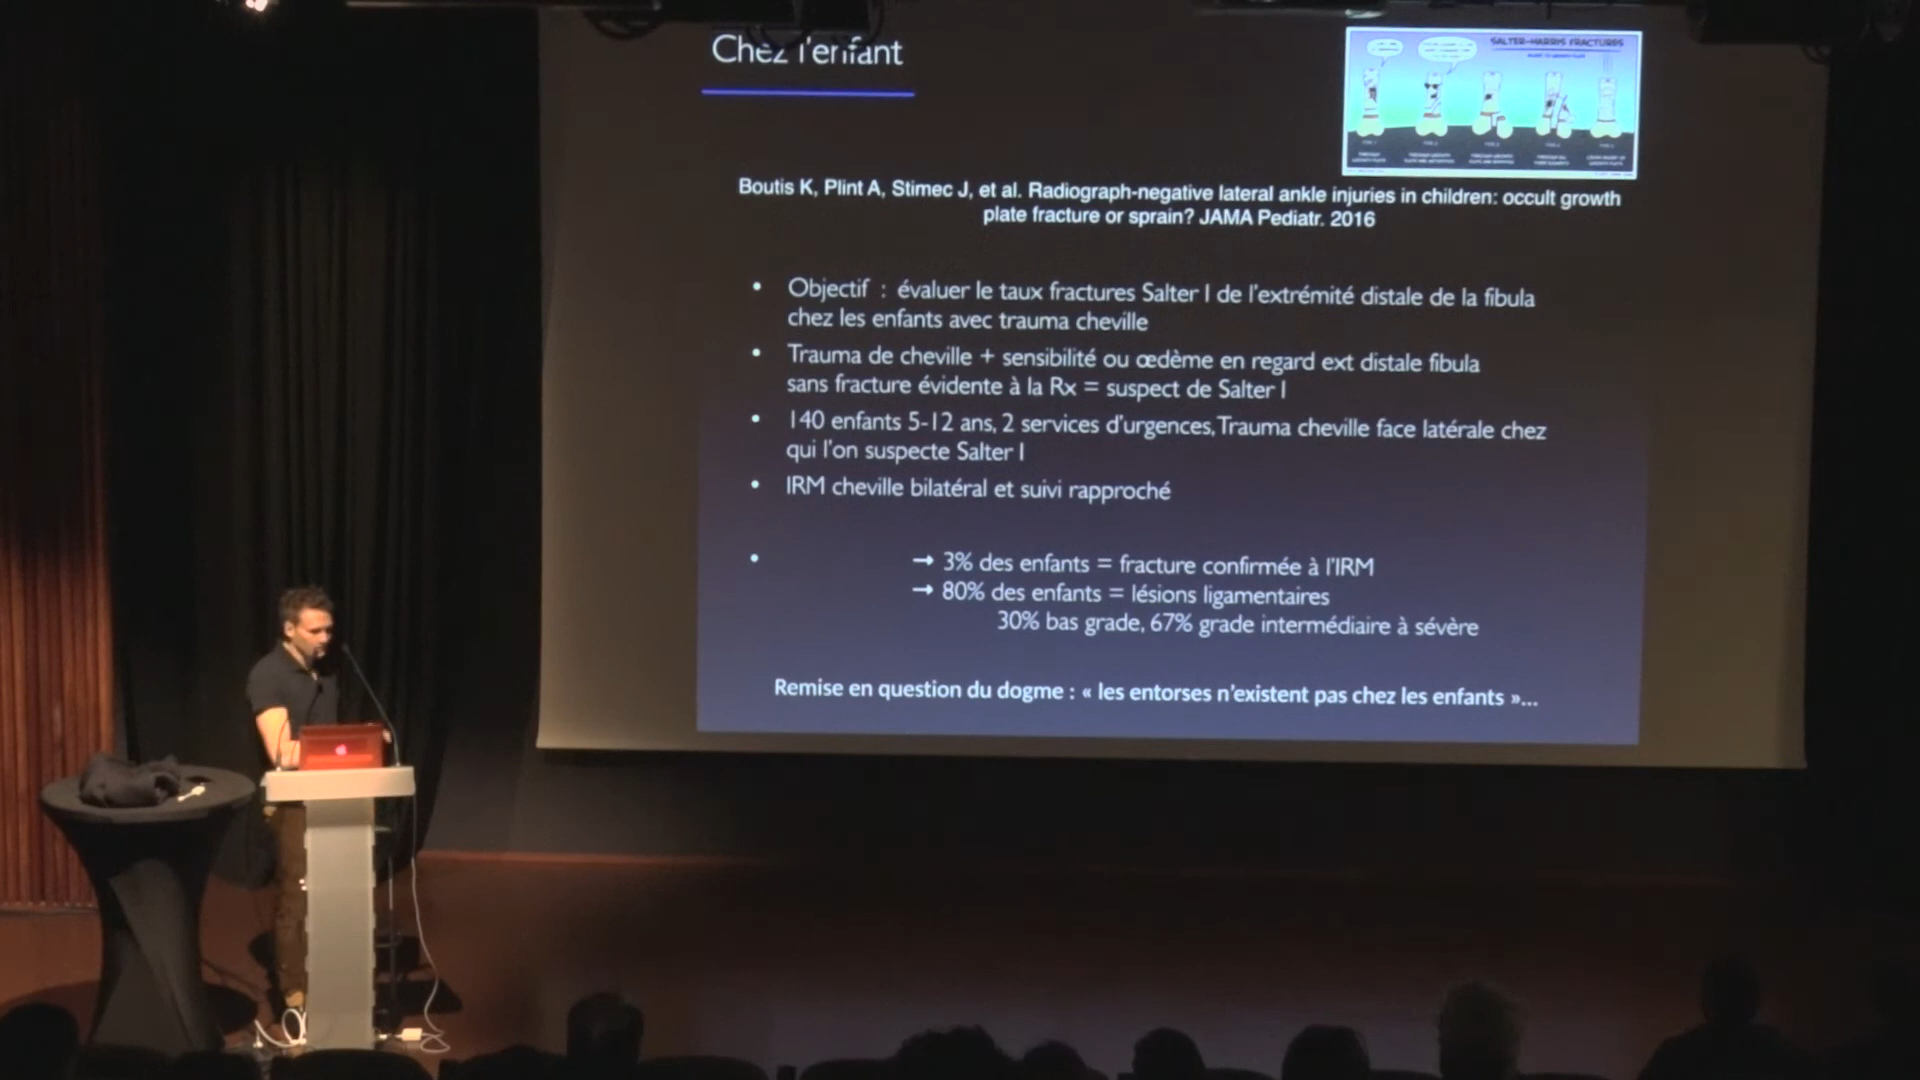 Chez l'enfant
SALTER-HARRIS FRACTURES
Boutis K, Plint A, Stimec J, et al. Radiograph-negative lateral ankle injuries in children: occult growth
plate fracture or sprain? JAMA Pediatr. 2016
• Objectif : évaluer le taux fractures Salter I de l'extrémité distale de la fibula
chez les enfants avec trauma cheville
• Trauma de cheville + sensibilité ou œdème en regard ext distale fibula
sans fracture évidente à la Rx = suspect de Salter I
• 140 enfants 5-12 ans, 2 services d'urgences, Trauma cheville face latérale chez
qui l'on suspecte Salter I
• IRM cheville bilatéral et suivi rapproché
• → 3% des enfants = fracture confirmée à l'IRM
→ 80% des enfants = lésions ligamentaires
30% bas grade, 67% grade intermédiaire à sévère
Remise en question du dogme : « les entorses n'existent pas chez les enfants »...